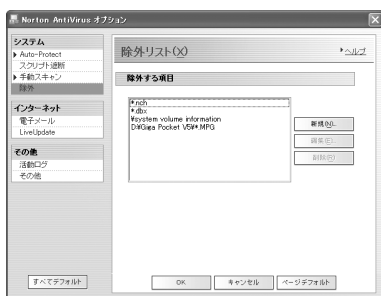 Norton AntiVirus オプション
システム
Auto-Protect
スクリプト遮断
手動スキャン
除外
インターネット
電子メール
LiveUpdate
その他
活動ログ
その他
すべてデフォルト
除外リスト(X)
ヘルプ
除外する項目
*.nch
*.dbx
¥system volume information
D:¥Giga Pocket V5¥*.MPG
新規(N)...
編集(E)...
削除(R)
OK
キャンセル
ページデフォルト